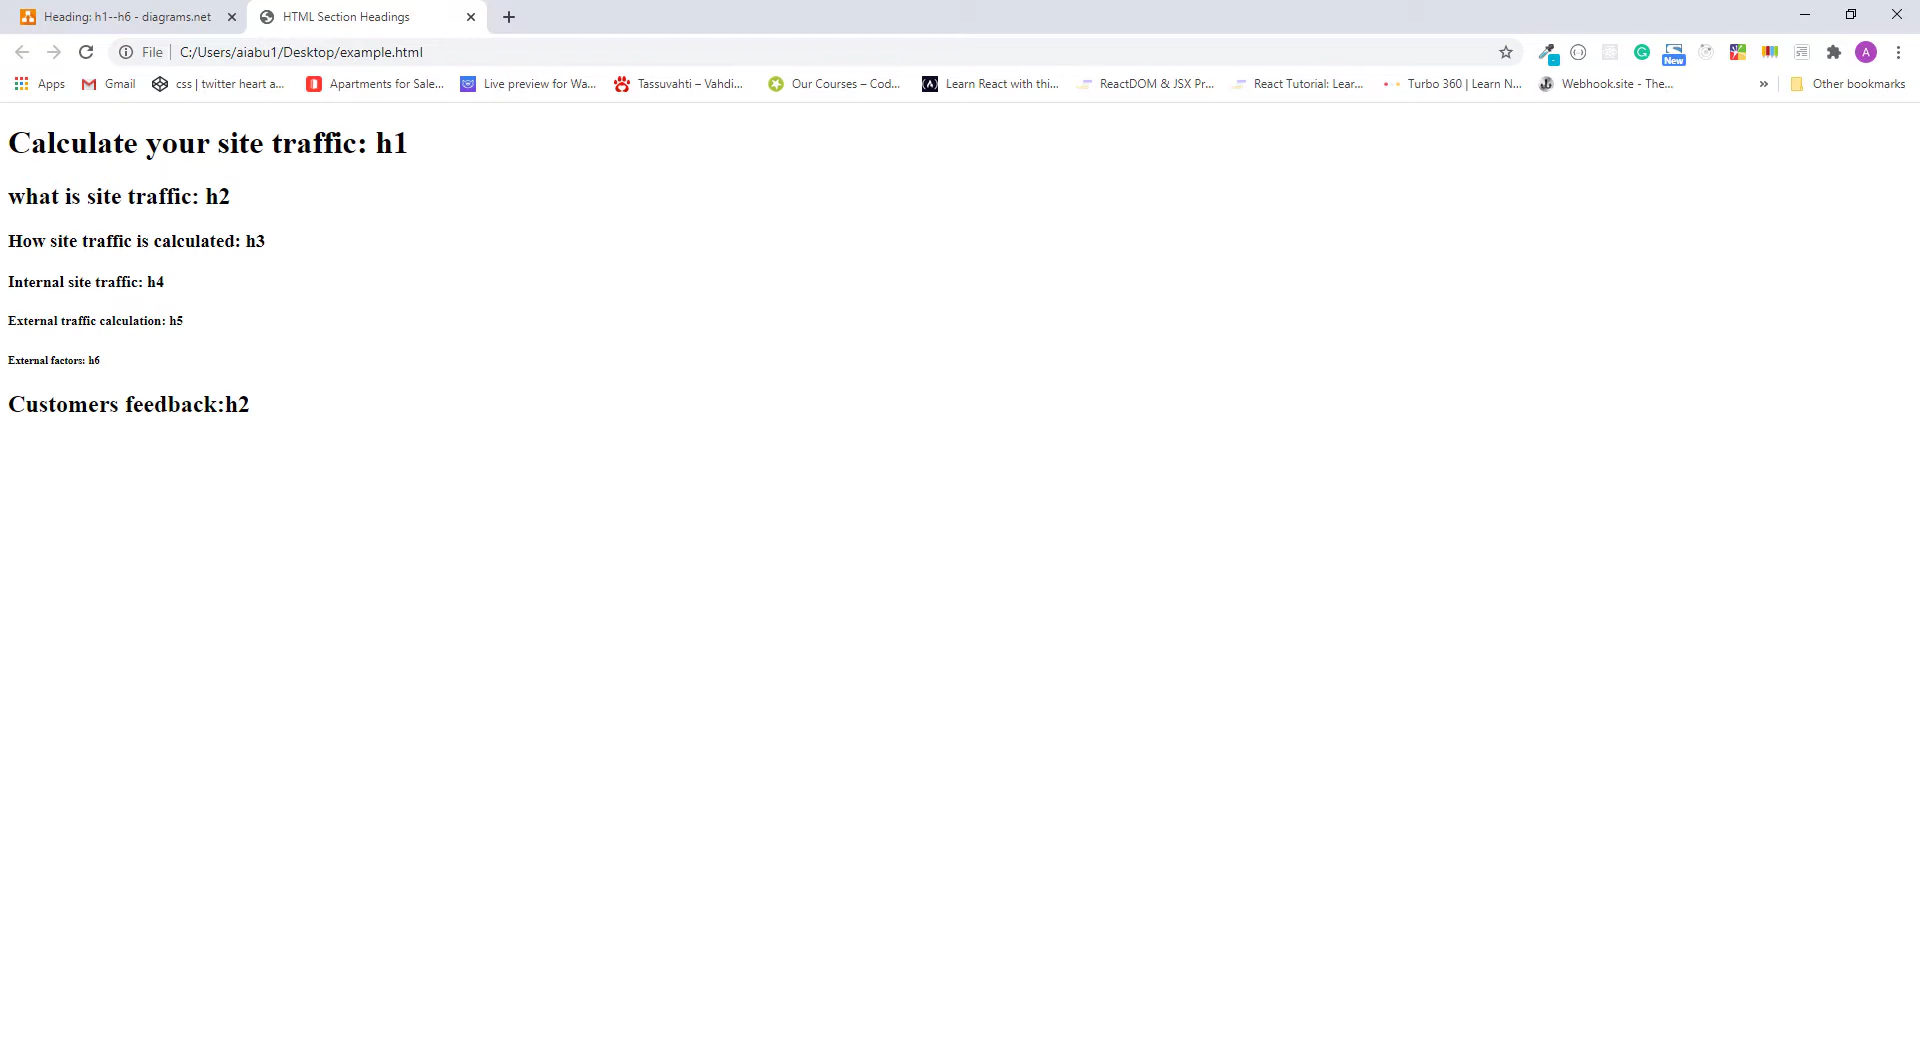 Heading: h1--h6 - diagrams.net
HTML Section Headings
File C:/Users/aiabu1/Desktop/example.html
New
A
Apps Gmail css | twitter heart a... Apartments for Sale... Live preview for Wa... Tassuvahti – Vahdi... Our Courses – Cod... Learn React with thi... ReactDOM & JSX Pr... React Tutorial: Lear... Turbo 360 | Learn N... Webhook.site - The... » Other bookmarks
Calculate your site traffic: h1
what is site traffic: h2
How site traffic is calculated: h3
Internal site traffic: h4
External traffic calculation: h5
External factors: h6
Customers feedback:h2